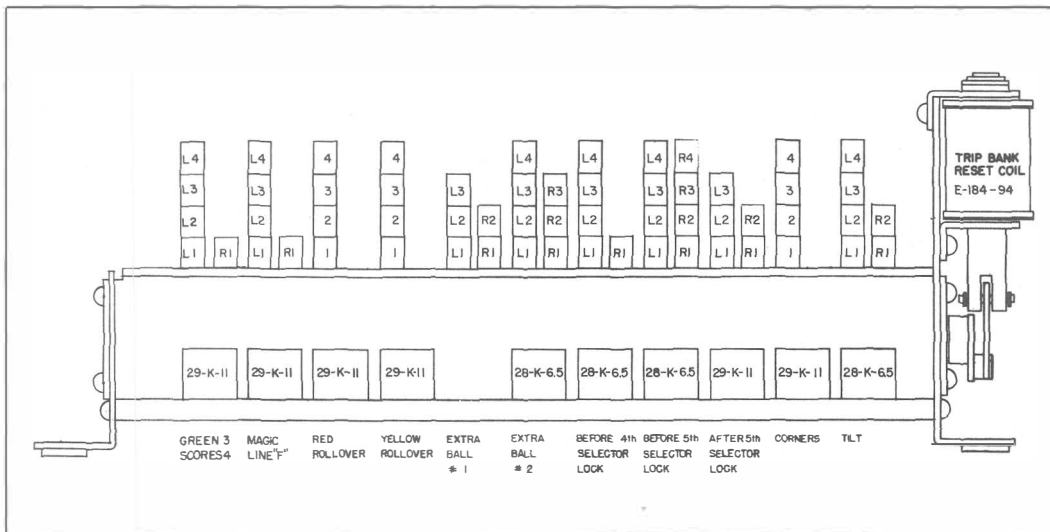 TRIP BANK
RESET COIL
E-184-94
L4 L4 4 4 L4 L4 L4 R4 4 L4
L3 L3 3 3 L3 L3 R3 L3 L3 R3 L3 3 L3
L2 L2 2 2 L2 R2 L2 R2 L2 L2 R2 L2 R2 2 L2 R2
L1 R1 L1 R1 1 1 L1 R1 L1 R1 L1 R1 L1 R1 L1 R1 1 L1 R1
29-K-11 29-K-11 29-K-11 29-K-11 28-K-6.5 28-K-6.5 28-K-6.5 29-K-11 29-K-11 28-K-6.5
GREEN 3
SCORES 4
MAGIC
LINE "F"
RED
ROLLOVER
YELLOW
ROLLOVER
EXTRA
BALL
# 1
EXTRA
BALL
# 2
BEFORE 4th
SELECTOR
LOCK
BEFORE 5th
SELECTOR
LOCK
AFTER 5th
SELECTOR
LOCK
CORNERS
TILT